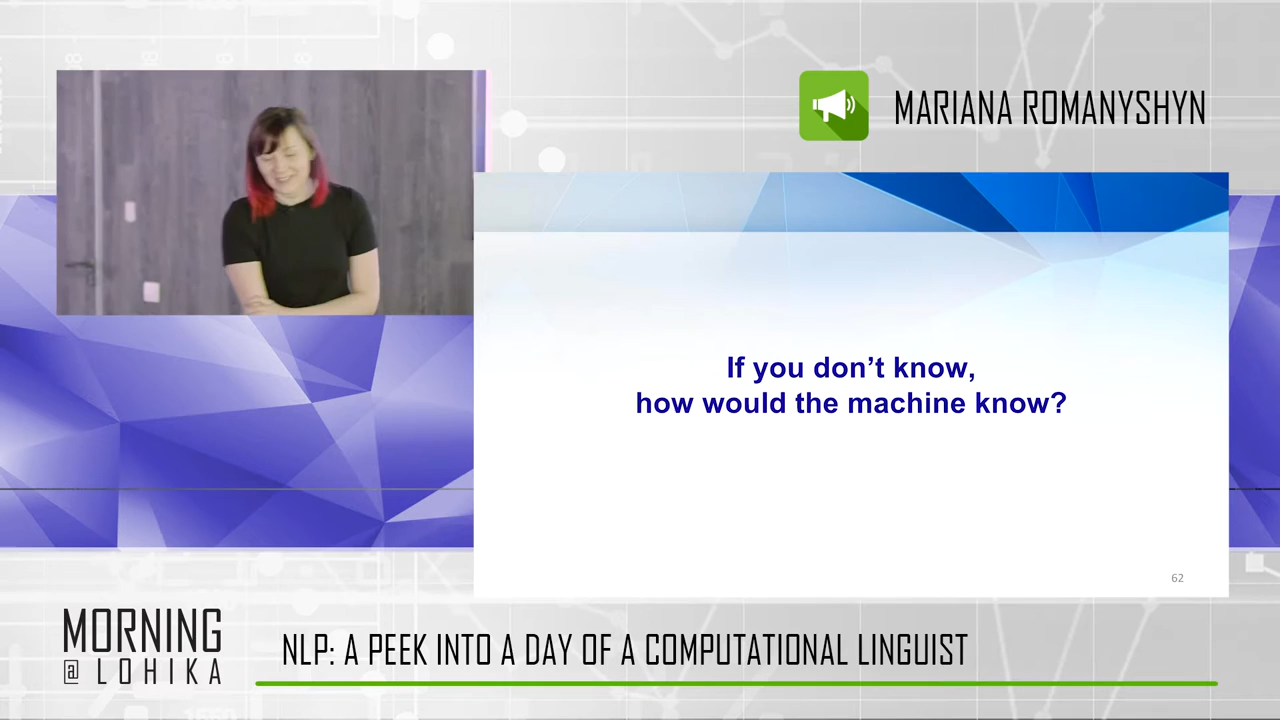 MARIANA ROMANYSHYN
If you don’t know,
how would the machine know?
62
MORNING
@ LOHIKA
NLP: A PEEK INTO A DAY OF A COMPUTATIONAL LINGUIST